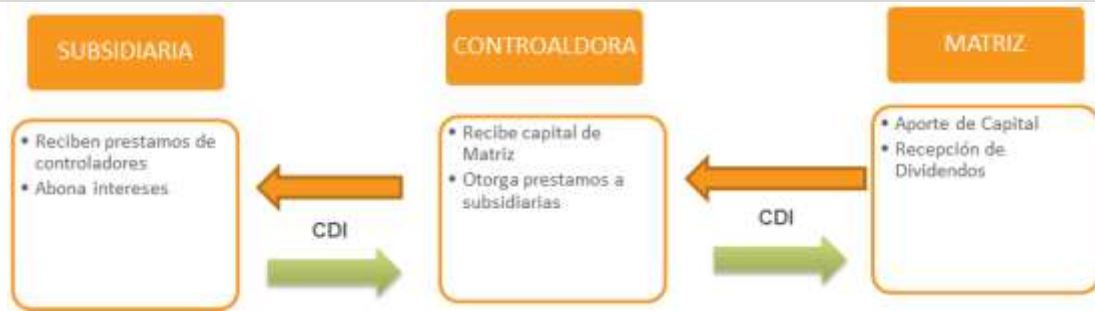 SUBSIDIARIA
CONTROALDORA
MATRIZ
• Reciben prestamos de
controladores
• Abona intereses
CDI
• Recibe capital de
Matriz
• Otorga prestamos a
subsidiarias
CDI
• Aporte de Capital
• Recepción de
Dividendos